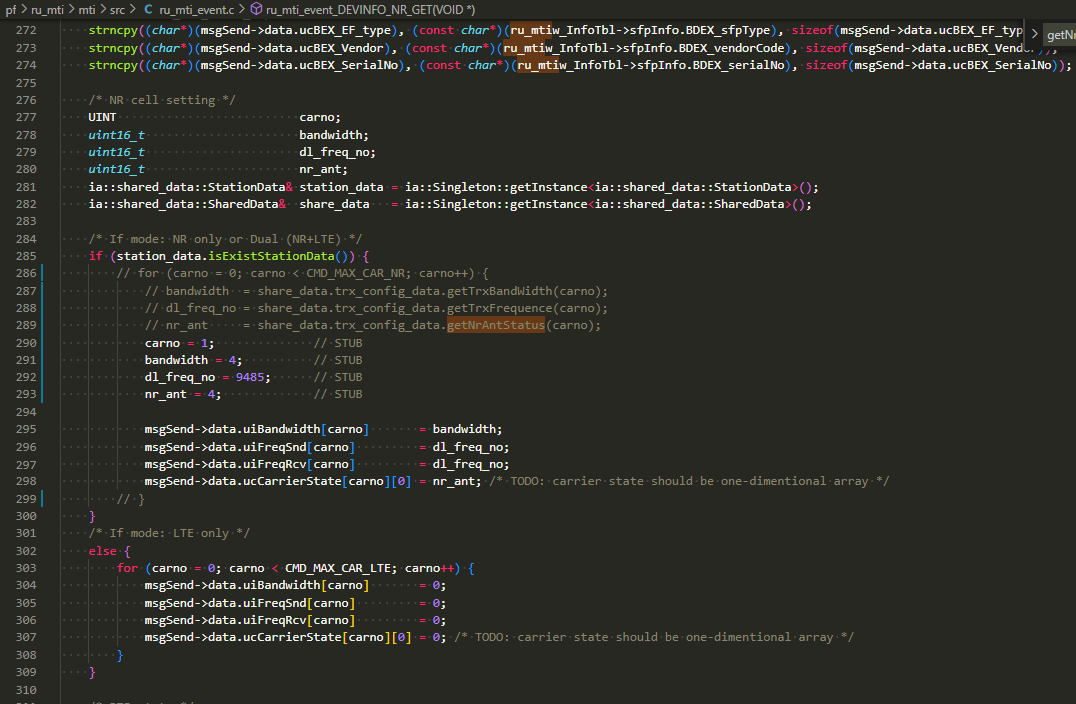 pf > ru_mti > mti > src > C ru_mti_event.c > ru_mti_event_DEVINFO_NR_GET(VOID *)
272 strncpy((char*)(msgSend->data.ucBEX_EF_type), (const char*)(ru_mtiw_InfoTbl->sfpInfo.BDEX_sfpType), sizeof(msgSend->data.ucBEX_EF_typ
> getN
273 strncpy((char*)(msgSend->data.ucBEX_Vendor), (const char*)(ru_mtiw_InfoTbl->sfpInfo.BDEX_vendorCode), sizeof(msgSend->data.ucBEX_Vendor));
274 strncpy((char*)(msgSend->data.ucBEX_SerialNo), (const char*)(ru_mtiw_InfoTbl->sfpInfo.BDEX_serialNo), sizeof(msgSend->data.ucBEX_SerialNo));
275
276 /* NR cell setting */
277 UINT carno;
278 uint16_t bandwidth;
279 uint16_t dl_freq_no;
280 uint16_t nr_ant;
281 ia::shared_data::StationData& station_data = ia::Singleton::getInstance<ia::shared_data::StationData>();
282 ia::shared_data::SharedData& share_data = ia::Singleton::getInstance<ia::shared_data::SharedData>();
283
284 /* If mode: NR only or Dual (NR+LTE) */
285 if (station_data.isExistStationData()) {
286 // for (carno = 0; carno < CMD_MAX_CAR_NR; carno++) {
287 // bandwidth = share_data.trx_config_data.getTrxBandWidth(carno);
288 // dl_freq_no = share_data.trx_config_data.getTrxFrequence(carno);
289 // nr_ant = share_data.trx_config_data.getNrAntStatus(carno);
290 carno = 1; // STUB
291 bandwidth = 4; // STUB
292 dl_freq_no = 9485; // STUB
293 nr_ant = 4; // STUB
294
295 msgSend->data.uiBandwidth[carno] = bandwidth;
296 msgSend->data.uiFreqSnd[carno] = dl_freq_no;
297 msgSend->data.uiFreqRcv[carno] = dl_freq_no;
298 msgSend->data.ucCarrierState[carno][0] = nr_ant; /* TODO: carrier state should be one-dimentional array */
299 // }
300 }
301 /* If mode: LTE only */
302 else {
303 for (carno = 0; carno < CMD_MAX_CAR_LTE; carno++) {
304 msgSend->data.uiBandwidth[carno] = 0;
305 msgSend->data.uiFreqSnd[carno] = 0;
306 msgSend->data.uiFreqRcv[carno] = 0;
307 msgSend->data.ucCarrierState[carno][0] = 0; /* TODO: carrier state should be one-dimentional array */
308 }
309 }
310